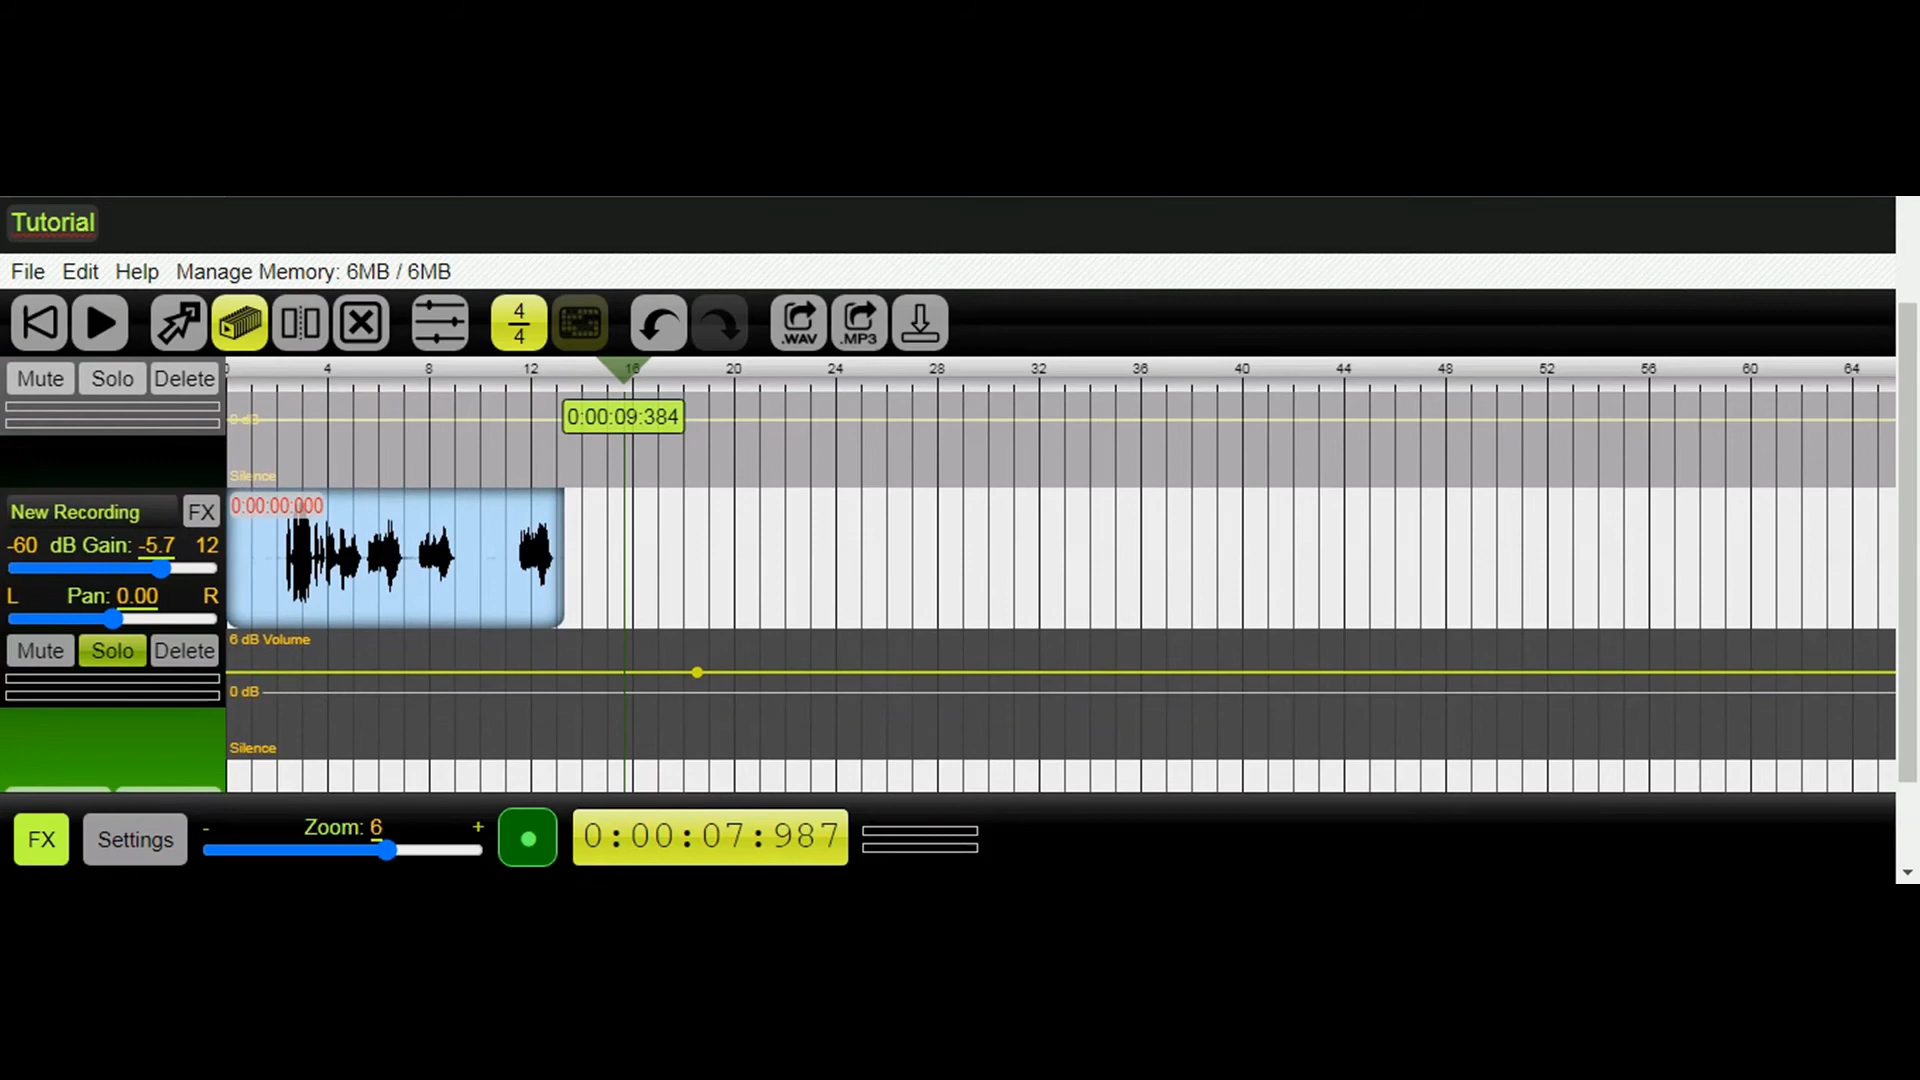 Tutorial
File Edit Help Manage Memory: 6MB / 6MB
4
4
.WAV .MP3
Mute Solo Delete
4 8 12 16 20 24 28 32 36 40 44 48 52 56 60 64
0 dB
0:00:09:384
Silence
New Recording FX
0:00:00:000
-60 dB Gain: -5.7 12
L Pan: 0.00 R
Mute Solo Delete
6 dB Volume
0 dB
Silence
FX Settings - Zoom: 6 +
0:00:07:987